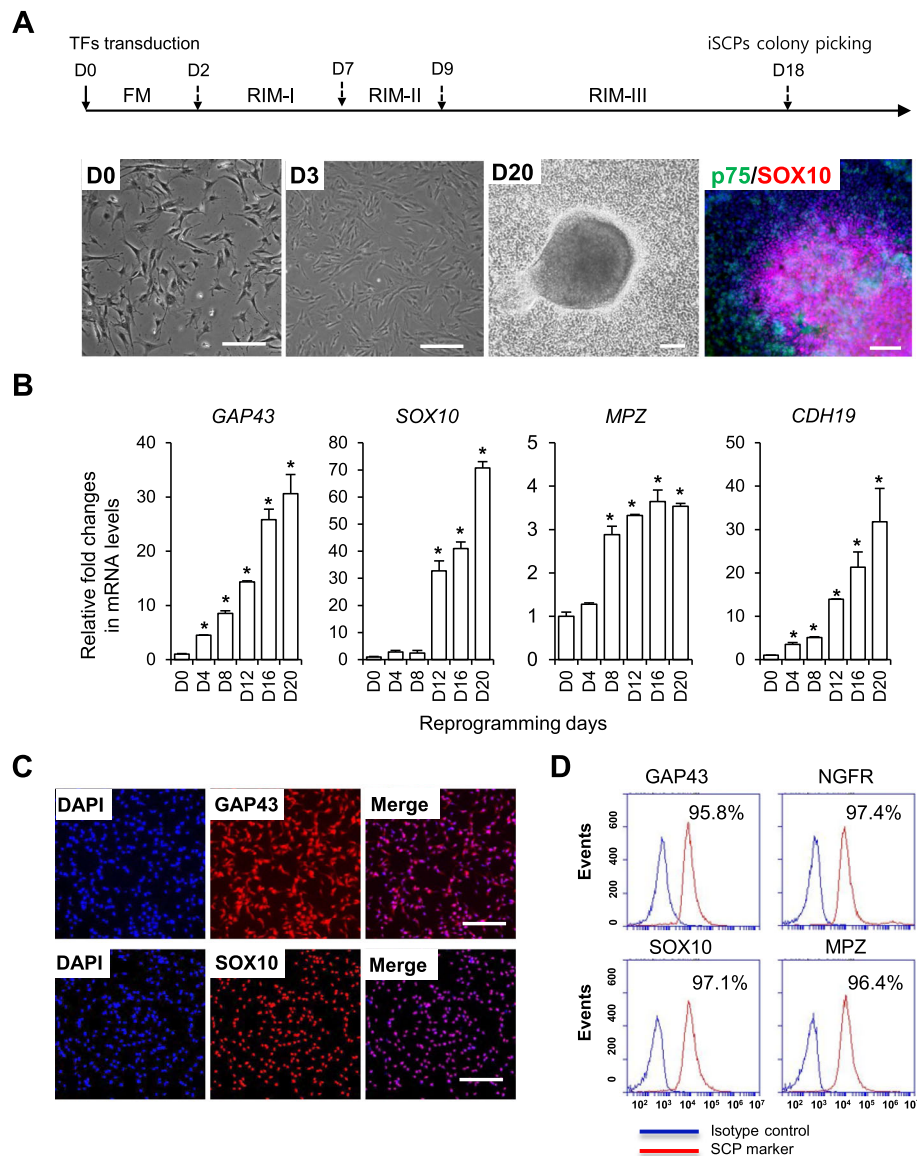 A
TFs transduction
iSCPs colony picking
D0 D2 D7 D9 D18
FM RIM-I RIM-II RIM-III
D0 D3 D20 p75/SOX10
B
GAP43 SOX10 MPZ CDH19
Relative fold changes
in mRNA levels
40 30 20 10 0
80 70 60 50 40 30 20 10 0
5 4 3 2 1 0
50 40 30 20 10 0
* * * * *
* * *
* * * *
* * * * *
D0 D4 D8 D12 D16 D20
D0 D4 D8 D12 D16 D20
D0 D4 D8 D12 D16 D20
D0 D4 D8 D12 D16 D20
Reprogramming days
C
DAPI GAP43 Merge
DAPI SOX10 Merge
D
GAP43 NGFR
95.8% 97.4%
Events
600 400 200 0
SOX10 MPZ
97.1% 96.4%
Events
600 400 200 0
10² 10³ 10⁴ 10⁵ 10⁶ 10⁷ 10² 10³ 10⁴ 10⁵ 10⁶ 10⁷
Isotype control
SCP marker